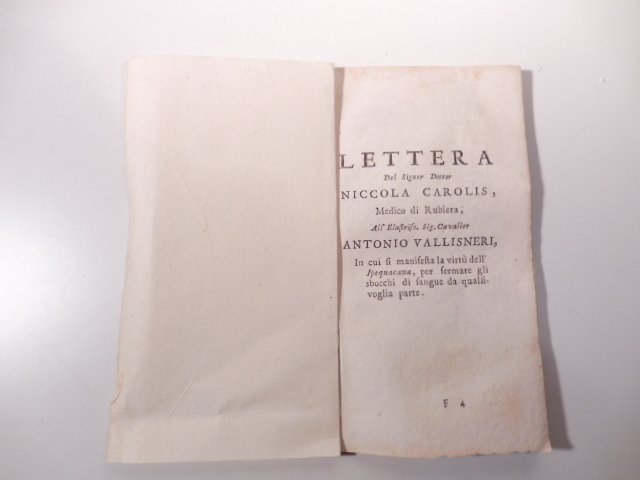 LETTERA
Del Signor Dottor
NICCOLA CAROLIS,
Medico di Rubiera,
All' Illustriss. Sig. Cavalier
ANTONIO VALLISNERI,
In cui si manifesta la virtù dell'
Ipequacana, per fermare gli
sbocchi di sangue da qualsi-
voglia parte.
F 4